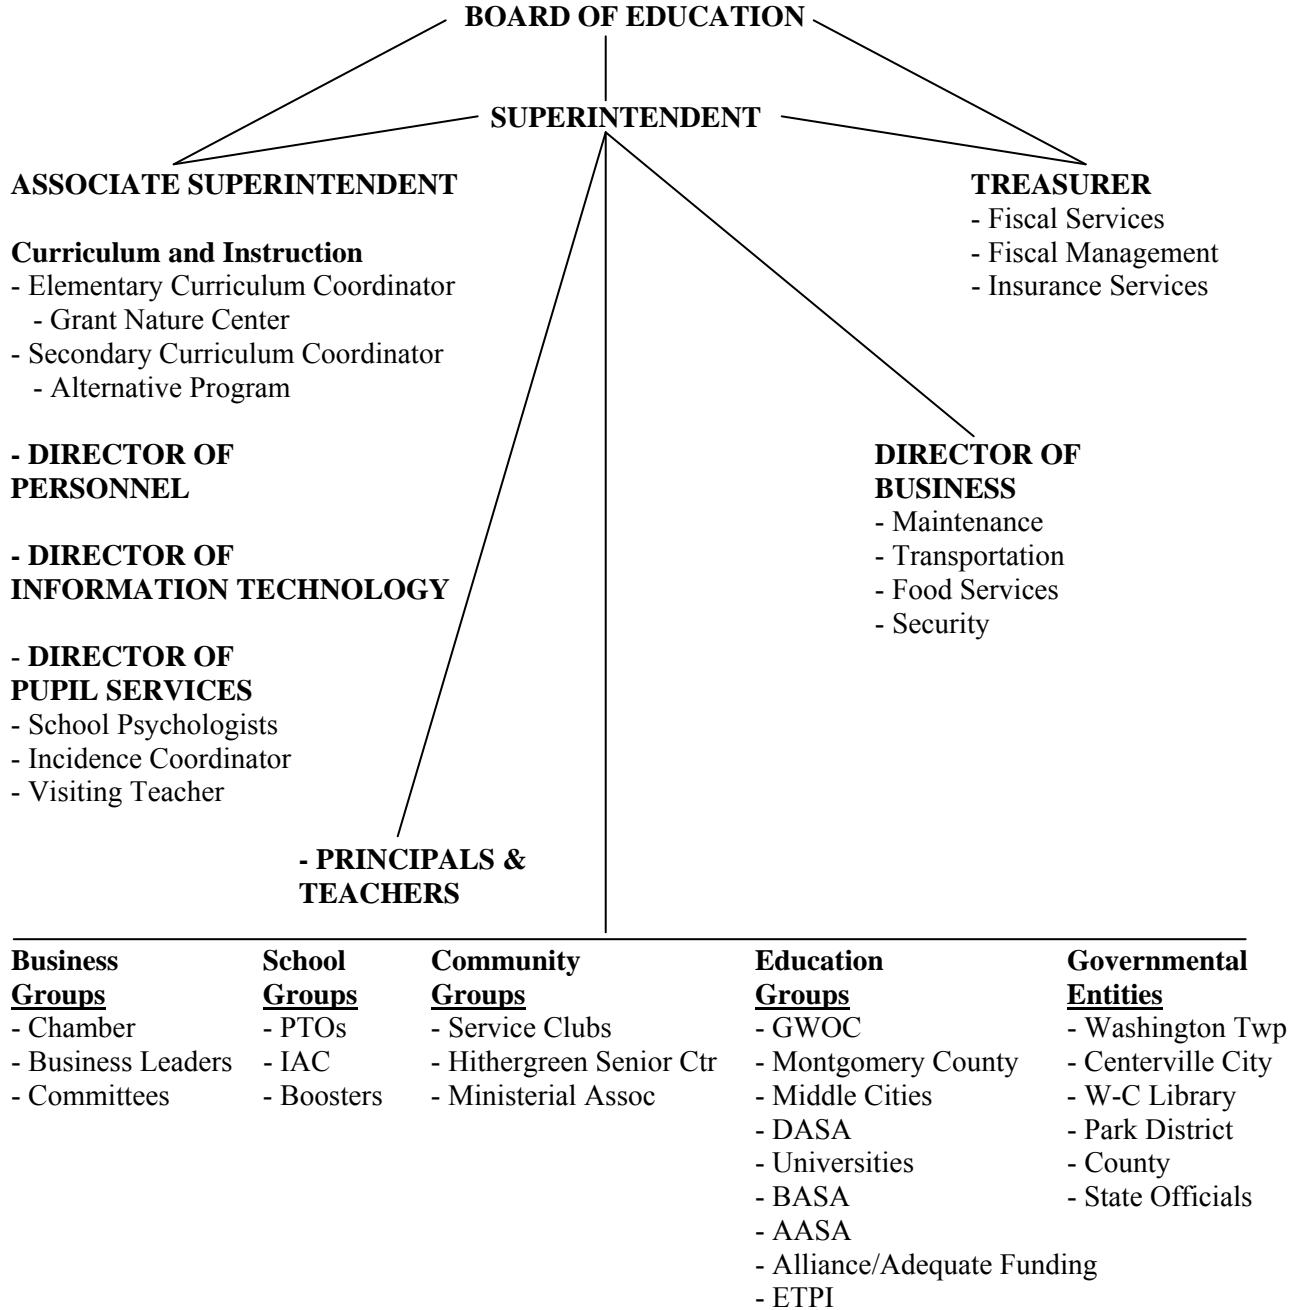 BOARD OF EDUCATION
SUPERINTENDENT
ASSOCIATE SUPERINTENDENT
Curriculum and Instruction
- Elementary Curriculum Coordinator
- Grant Nature Center
- Secondary Curriculum Coordinator
- Alternative Program
- DIRECTOR OF
PERSONNEL
- DIRECTOR OF
INFORMATION TECHNOLOGY
- DIRECTOR OF
PUPIL SERVICES
- School Psychologists
- Incidence Coordinator
- Visiting Teacher
TREASURER
- Fiscal Services
- Fiscal Management
- Insurance Services
DIRECTOR OF
BUSINESS
- Maintenance
- Transportation
- Food Services
- Security
- PRINCIPALS &
TEACHERS
Business
Groups
- Chamber
- Business Leaders
- Committees
School
Groups
- PTOs
- IAC
- Boosters
Community
Groups
- Service Clubs
- Hithergreen Senior Ctr
- Ministerial Assoc
Education
Groups
- GWOC
- Montgomery County
- Middle Cities
- DASA
- Universities
- BASA
- AASA
- Alliance/Adequate Funding
- ETPI
Governmental
Entities
- Washington Twp
- Centerville City
- W-C Library
- Park District
- County
- State Officials